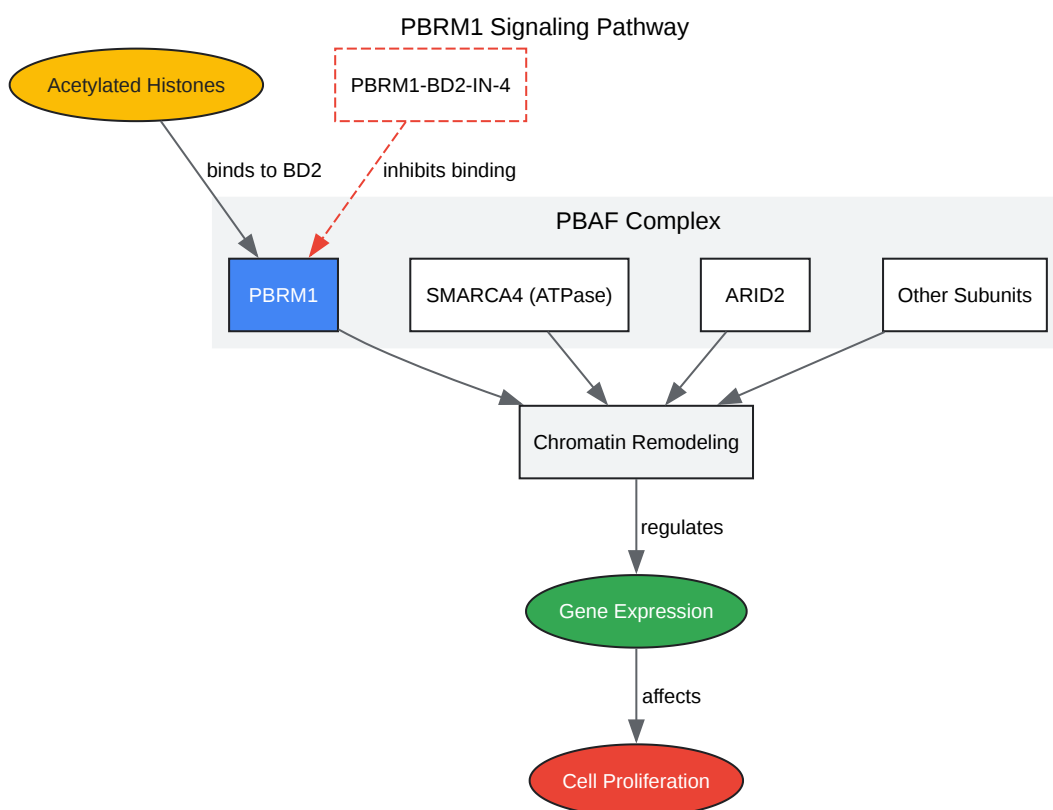 PBRM1 Signaling Pathway
Acetylated Histones
PBRM1-BD2-IN-4
binds to BD2
inhibits binding
PBAF Complex
PBRM1
SMARCA4 (ATPase)
ARID2
Other Subunits
Chromatin Remodeling
regulates
Gene Expression
affects
Cell Proliferation